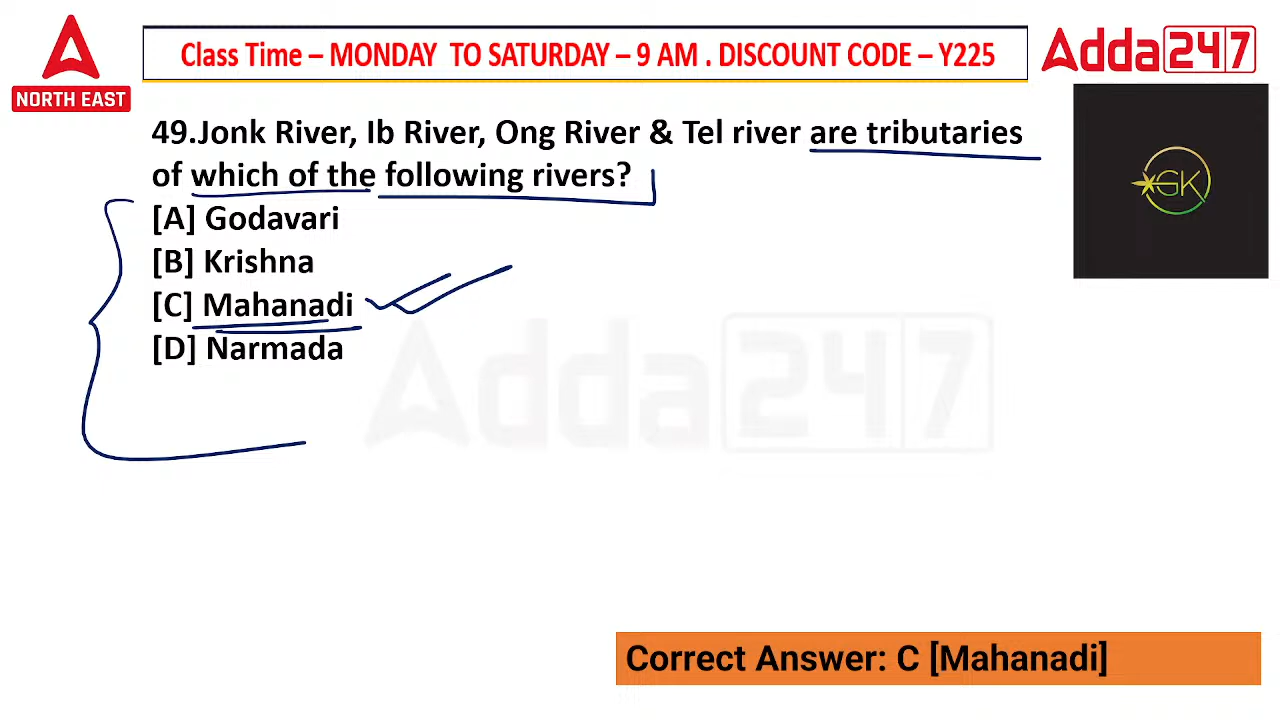 Class Time – MONDAY TO SATURDAY – 9 AM . DISCOUNT CODE – Y225
Adda247
NORTH EAST
49.Jonk River, Ib River, Ong River & Tel river are tributaries
of which of the following rivers?
[A] Godavari
[B] Krishna
[C] Mahanadi
[D] Narmada
GK
Adda247
Correct Answer: C [Mahanadi]